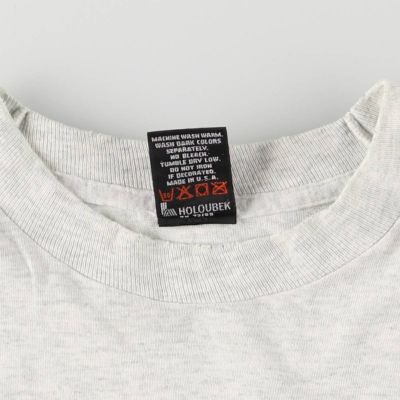 MACHINE WASH WARM.
WASH DARK COLORS
SEPARATELY.
NO BLEACH.
TUMBLE DRY LOW.
DO NOT IRON
IF DECORATED.
MADE IN U.S.A.
HOLOUBEK